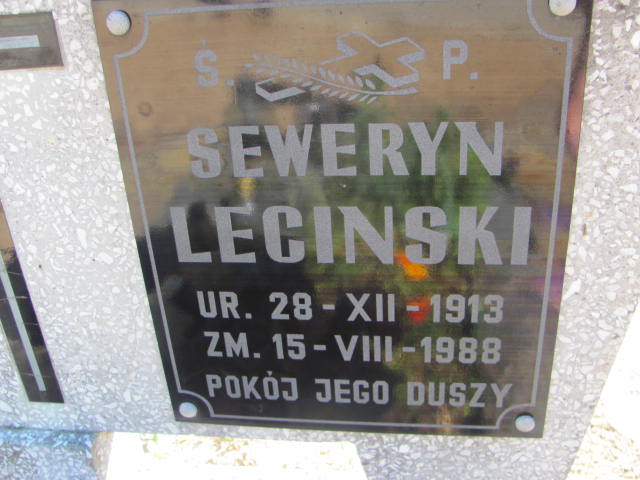 Ś. P.
SEWERYN
LECINSKI
UR. 28-XII-1913
ZM. 15-VIII-1988
POKÓJ JEGO DUSZY